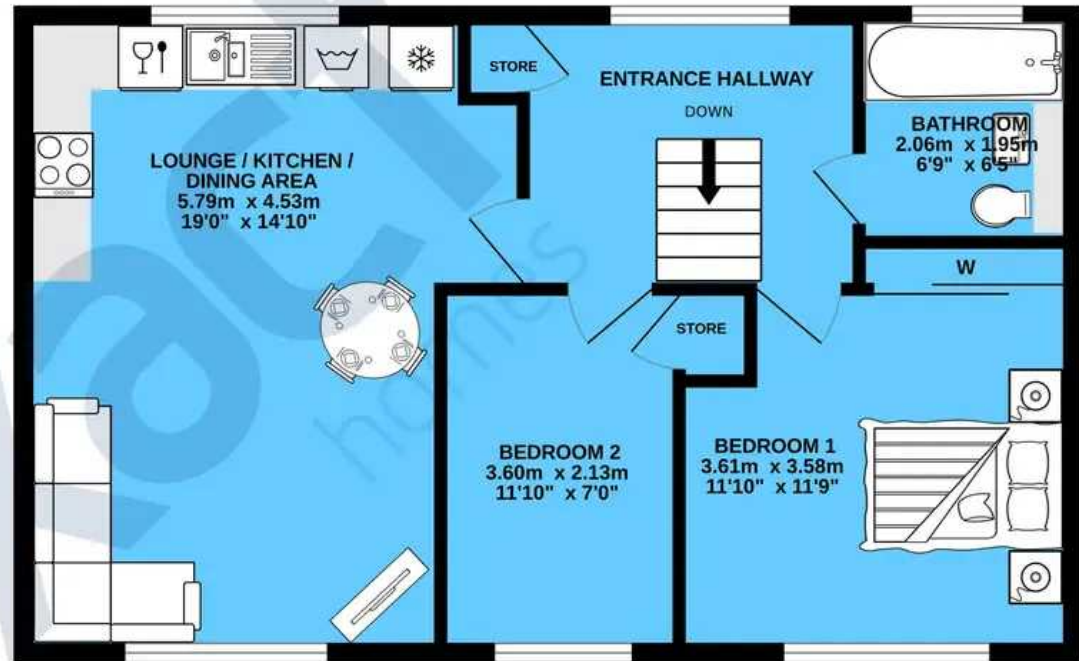 STORE
ENTRANCE HALLWAY
DOWN
LOUNGE / KITCHEN /
DINING AREA
5.79m x 4.53m
19'0" x 14'10"
BATHROOM
2.06m x 1.95m
6'9" x 6'5"
W
STORE
BEDROOM 2
3.60m x 2.13m
11'10" x 7'0"
BEDROOM 1
3.61m x 3.58m
11'10" x 11'9"
homes